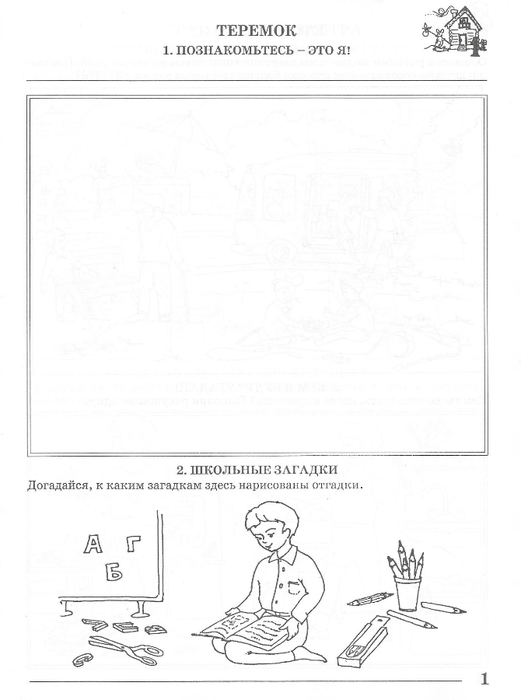 ТЕРЕМОК
1. ПОЗНАКОМЬТЕСЬ – ЭТО Я!
2. ШКОЛЬНЫЕ ЗАГАДКИ
Догадайся, к каким загадкам здесь нарисованы отгадки.
А Г
Б
1